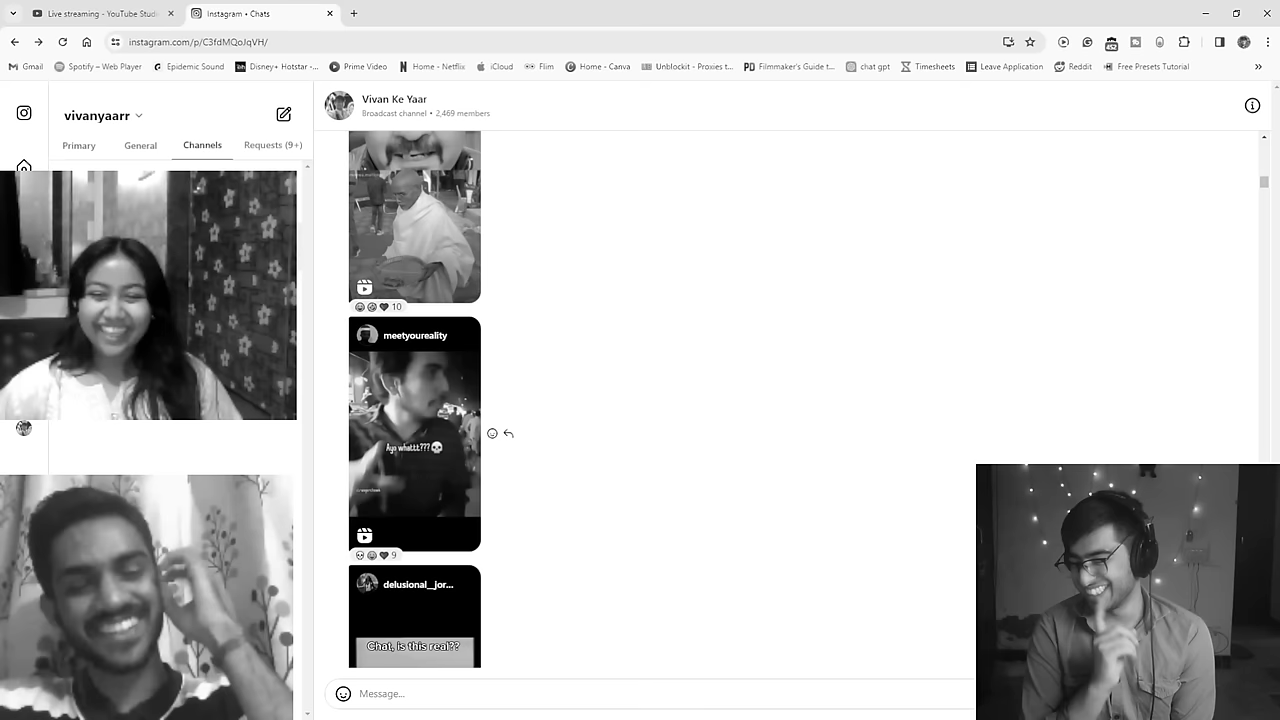 Live streaming - YouTube Studi
Instagram • Chats
instagram.com/p/C3fdMQoJqVH/
Gmail
Spotify – Web Player
Epidemic Sound
Disney+ Hotstar -...
Prime Video
Home - Netflix
iCloud
Flim
Home - Canva
Unblockit - Proxies t...
Filmmaker's Guide t...
chat gpt
Timesheets
Leave Application
Reddit
Free Presets Tutorial
vivanyaarr
Primary
General
Channels
Requests (9+)
Vivan Ke Yaar
Broadcast channel • 2,469 members
10
meetyoureality
Ayo whattt???💀
9
delusional__jor...
Chat, is this real??
Message...